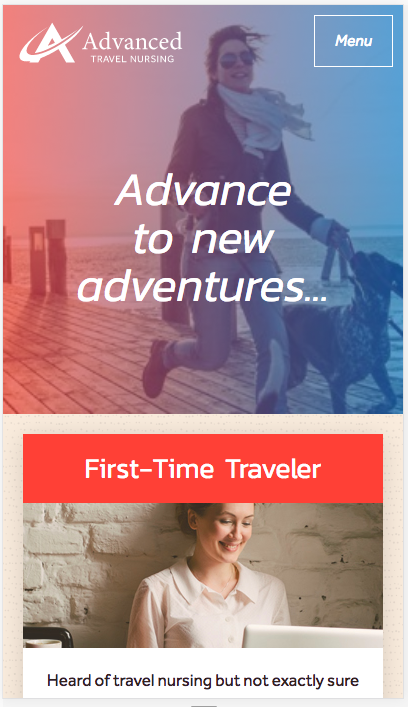 Advanced
TRAVEL NURSING
Menu
Advance
to new
adventures...
First-Time Traveler
Heard of travel nursing but not exactly sure